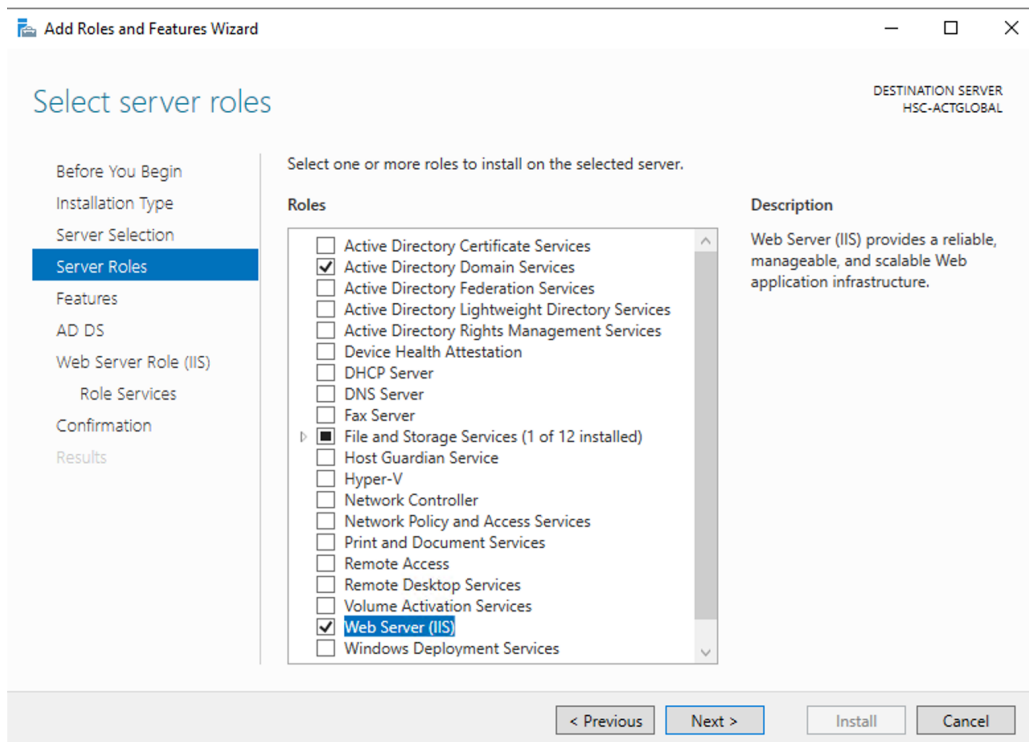 Add Roles and Features Wizard
Select server roles
DESTINATION SERVER
HSC-ACTGLOBAL
Before You Begin
Installation Type
Server Selection
Server Roles
Features
AD DS
Web Server Role (IIS)
Role Services
Confirmation
Results
Select one or more roles to install on the selected server.
Roles
Active Directory Certificate Services
Active Directory Domain Services
Active Directory Federation Services
Active Directory Lightweight Directory Services
Active Directory Rights Management Services
Device Health Attestation
DHCP Server
DNS Server
Fax Server
File and Storage Services (1 of 12 installed)
Host Guardian Service
Hyper-V
Network Controller
Network Policy and Access Services
Print and Document Services
Remote Access
Remote Desktop Services
Volume Activation Services
Web Server (IIS)
Windows Deployment Services
Description
Web Server (IIS) provides a reliable,
manageable, and scalable Web
application infrastructure.
< Previous
Next >
Install
Cancel